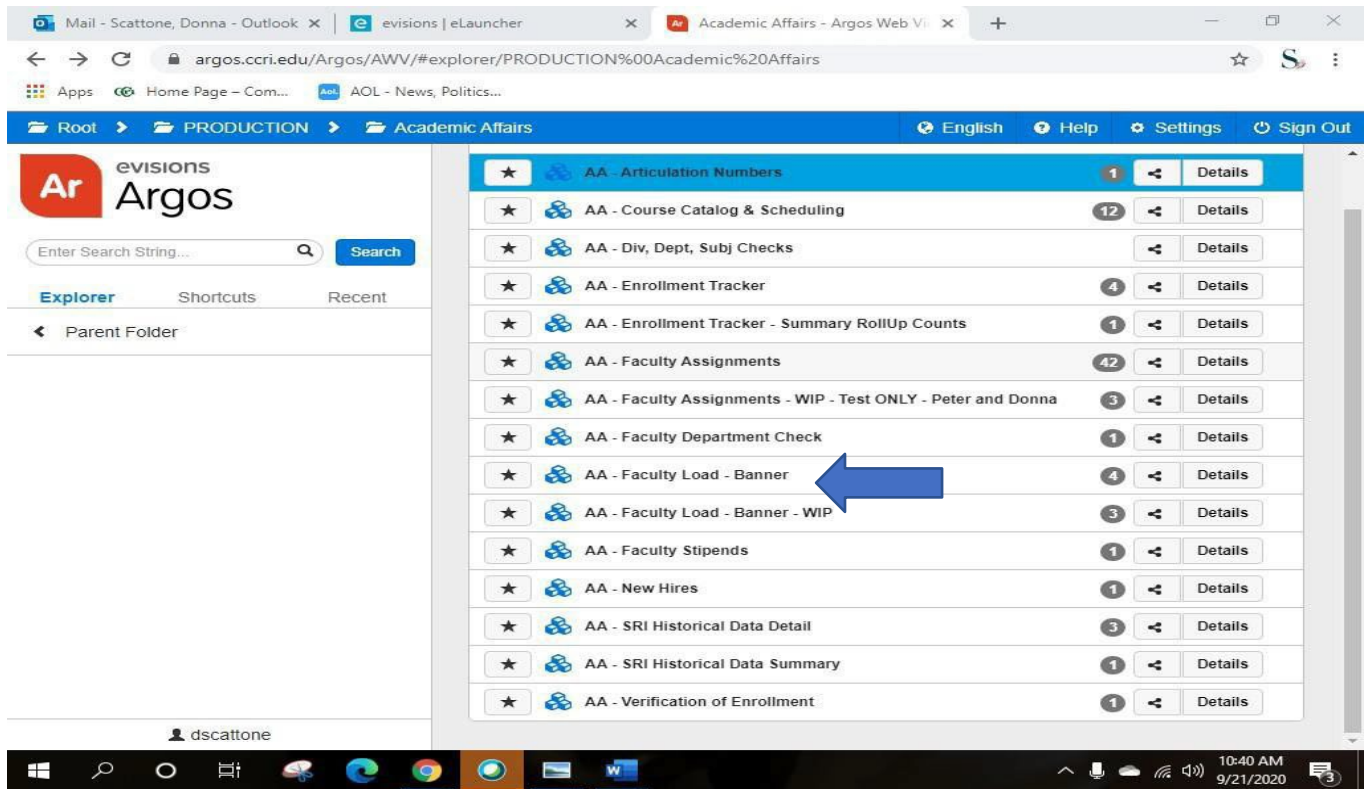 Mail - Scattone, Donna - Outlook
evisions | eLauncher
Academic Affairs - Argos Web Vi
argos.ccri.edu/Argos/AWV/#explorer/PRODUCTION%00Academic%20Affairs
Apps Home Page – Com... Aol. AOL - News, Politics...
Root PRODUCTION Academic Affairs English Help Settings Sign Out
Ar evisions Argos
Enter Search String... Search
Explorer Shortcuts Recent
Parent Folder
AA - Articulation Numbers 1 Details
AA - Course Catalog & Scheduling 12 Details
AA - Div, Dept, Subj Checks Details
AA - Enrollment Tracker 4 Details
AA - Enrollment Tracker - Summary RollUp Counts 1 Details
AA - Faculty Assignments 42 Details
AA - Faculty Assignments - WIP - Test ONLY - Peter and Donna 3 Details
AA - Faculty Department Check 1 Details
AA - Faculty Load - Banner 4 Details
AA - Faculty Load - Banner - WIP 3 Details
AA - Faculty Stipends 1 Details
AA - New Hires 1 Details
AA - SRI Historical Data Detail 3 Details
AA - SRI Historical Data Summary 1 Details
AA - Verification of Enrollment 1 Details
dscattone
10:40 AM
9/21/2020
3